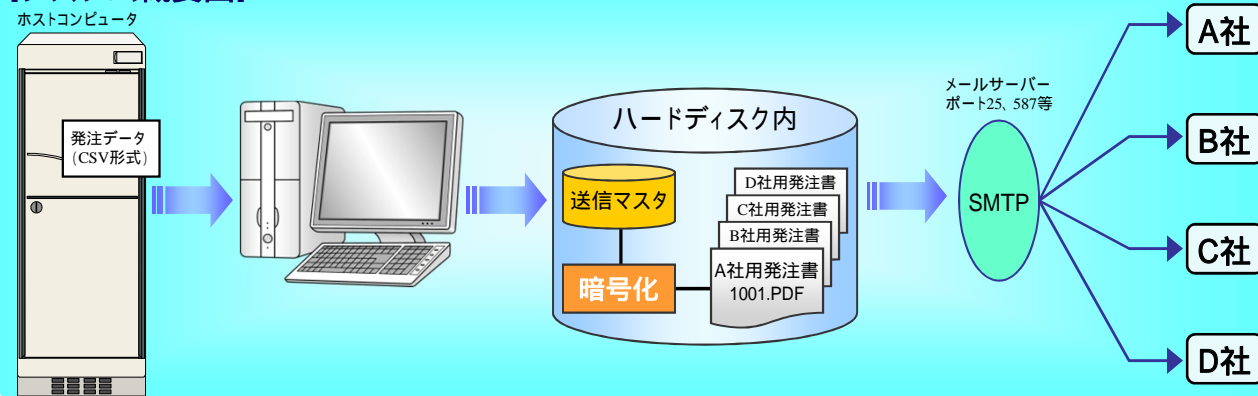 ホストコンピュータ
発注データ
(CSV形式)
ハードディスク内
送信マスタ
暗号化
D社用発注書
C社用発注書
B社用発注書
A社用発注書
1001.PDF
メールサーバー
ポート25、587等
SMTP
A社
B社
C社
D社